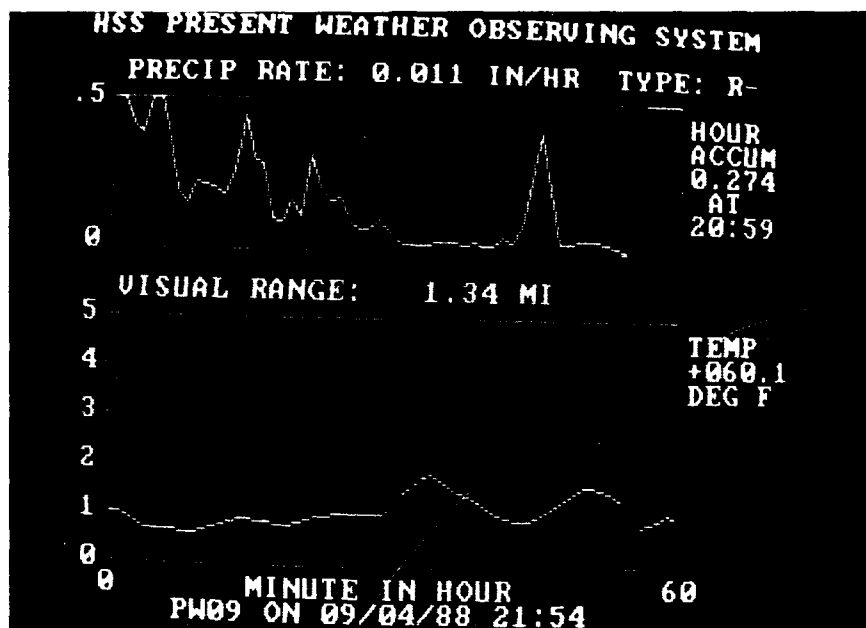 HSS PRESENT WEATHER OBSERVING SYSTEM
PRECIP RATE: 0.011 IN/HR TYPE: R-
.5
0
HOUR
ACCUM
0.274
AT
20:59
VISUAL RANGE: 1.34 MI
5
4
3
2
1
0
TEMP
+060.1
DEG F
0
60
MINUTE IN HOUR
PW09 ON 09/04/88 21:54